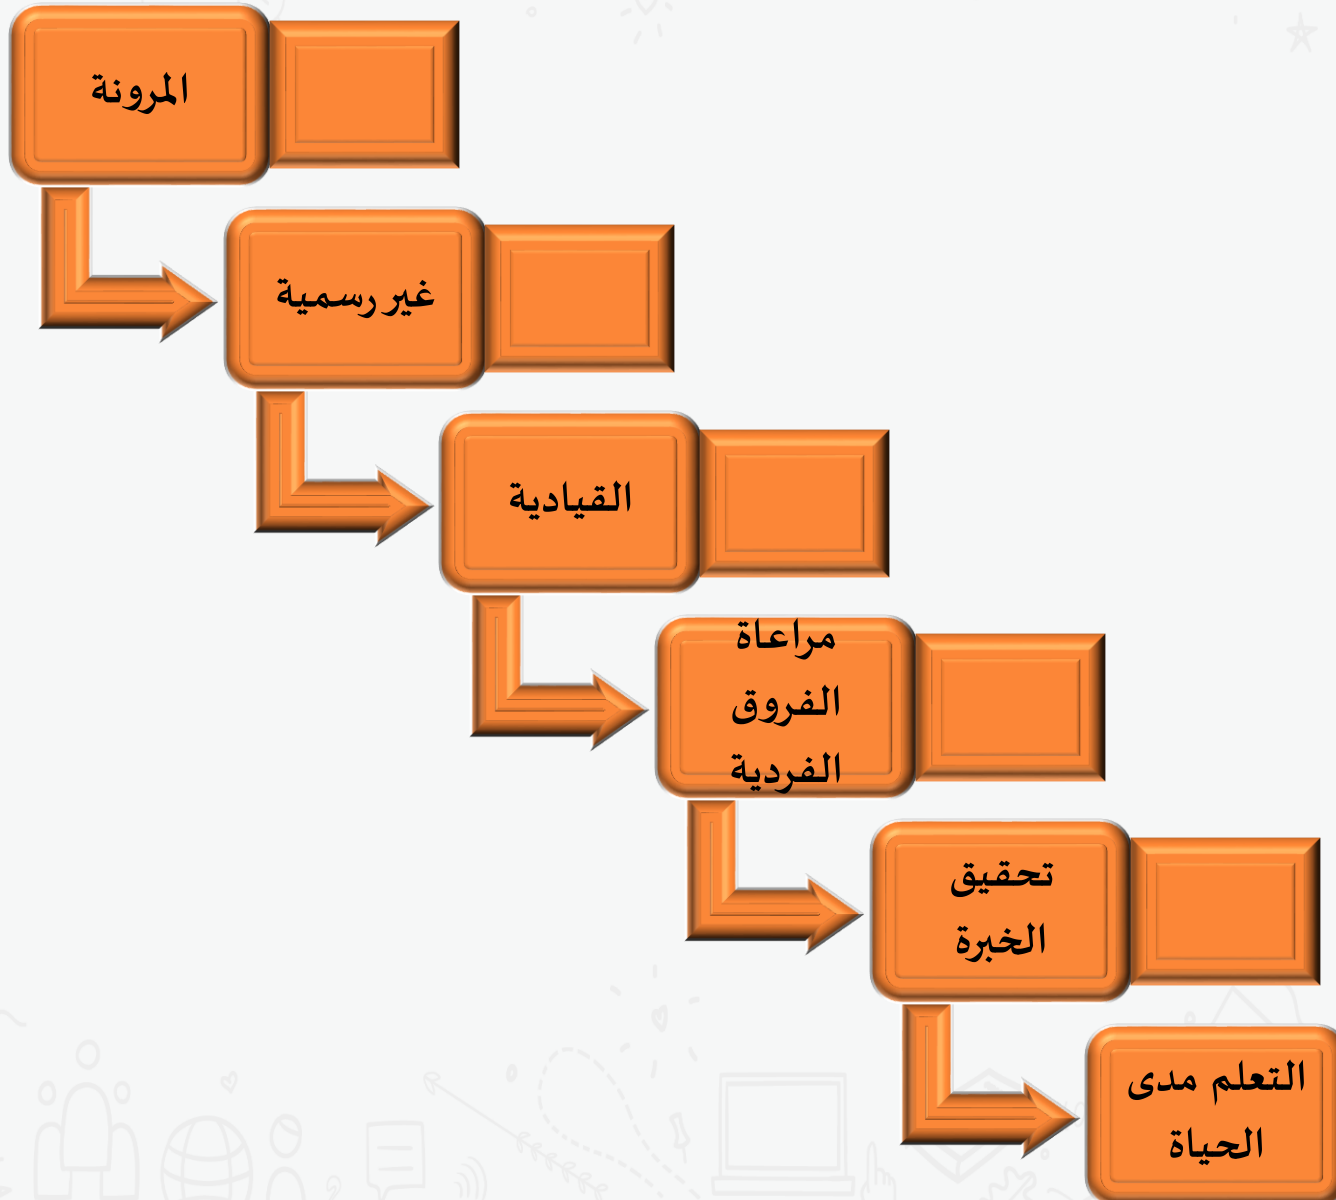 المرونة
غير رسمية
القيادية
مراعاة
الفروق
الفردية
تحقيق
الخبرة
التعلم مدى
الحياة